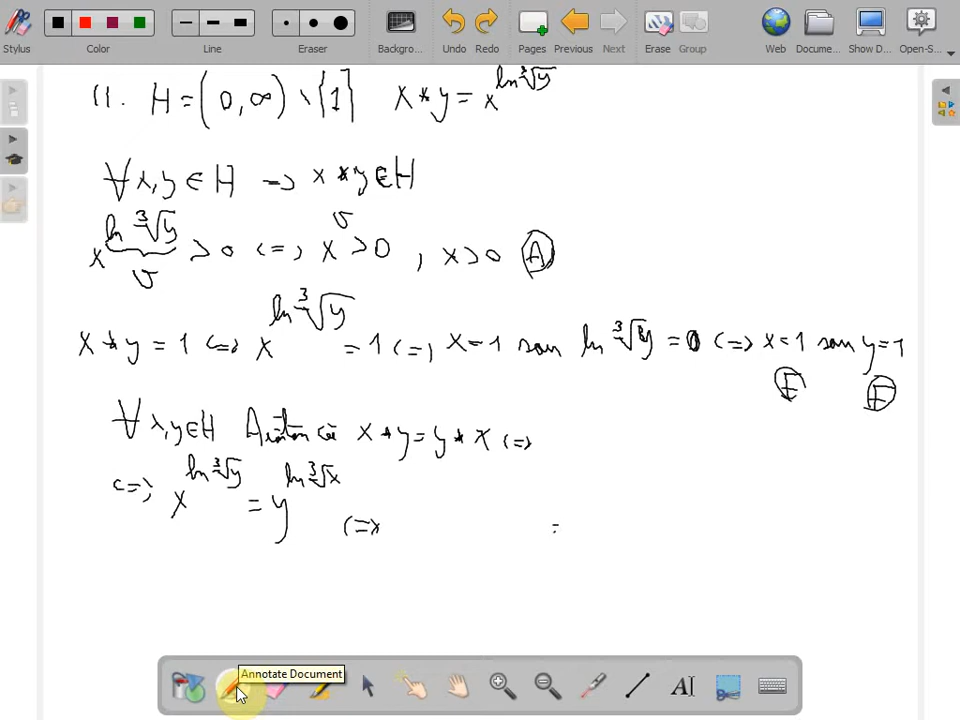 Stylus Color Line Eraser Backgro... Undo Redo Pages Previous Next Erase Group Web Docume... Show D... Open-S...
11. H = (0, ∞) \ {1} x * y = x^{ln ∛y}
∀ x, y ∈ H => x * y ∈ H
x^{ln ∛y} > 0 <=> x^v > 0 , x > 0 (A)
v
x * y = 1 <=> x^{ln ∛y} = 1 <=> x = 1 sau ln ∛y = 0 <=> x = 1 sau y = 1
(F) (F)
∀ x, y ∈ H Arătăm că x * y = y * x <=>
<=> x^{ln ∛y} = y^{ln ∛x} <=> =
Annotate Document